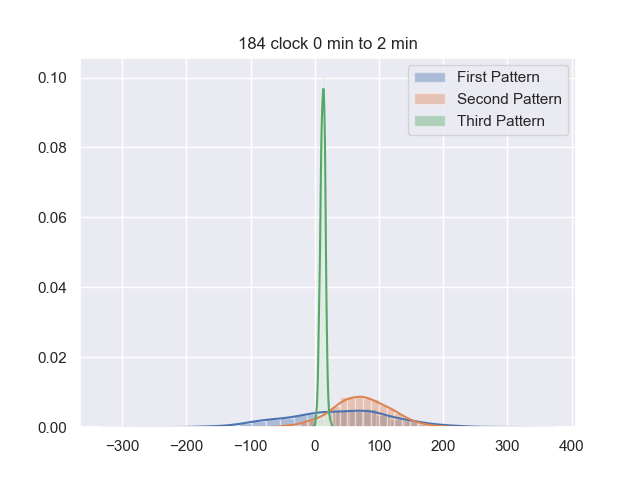 184 clock 0 min to 2 min
First Pattern
Second Pattern
Third Pattern
0.10
0.08
0.06
0.04
0.02
0.00
−300 −200 −100 0 100 200 300 400